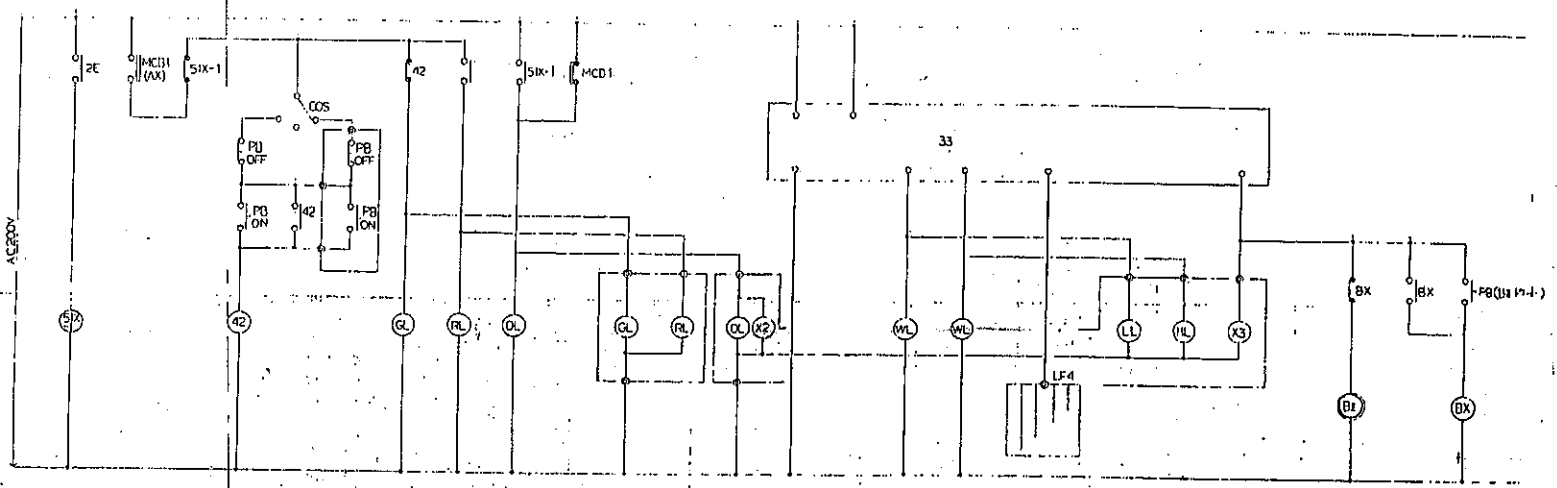 AC200V
2E
MCB1
(AX)
51X-1
COS
42
51X-1
MCB1
PB
OFF
PB
OFF
PB
ON
42
PB
ON
33
51X
42
GL
RL
OL
GL
RL
OL
X2
WL
WL
LL
HL
X3
LF4
BX
BX
BZ
BX